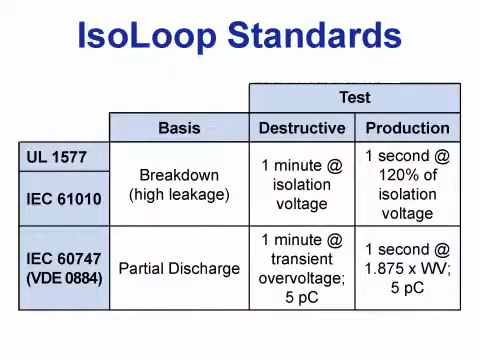 IsoLoop Standards
Test
Basis
Destructive
Production
UL 1577
IEC 61010
Breakdown
(high leakage)
1 minute @
isolation
voltage
1 second @
120% of
isolation
voltage
IEC 60747
(VDE 0884)
Partial Discharge
1 minute @
transient
overvoltage;
5 pC
1 second @
1.875 x WV;
5 pC